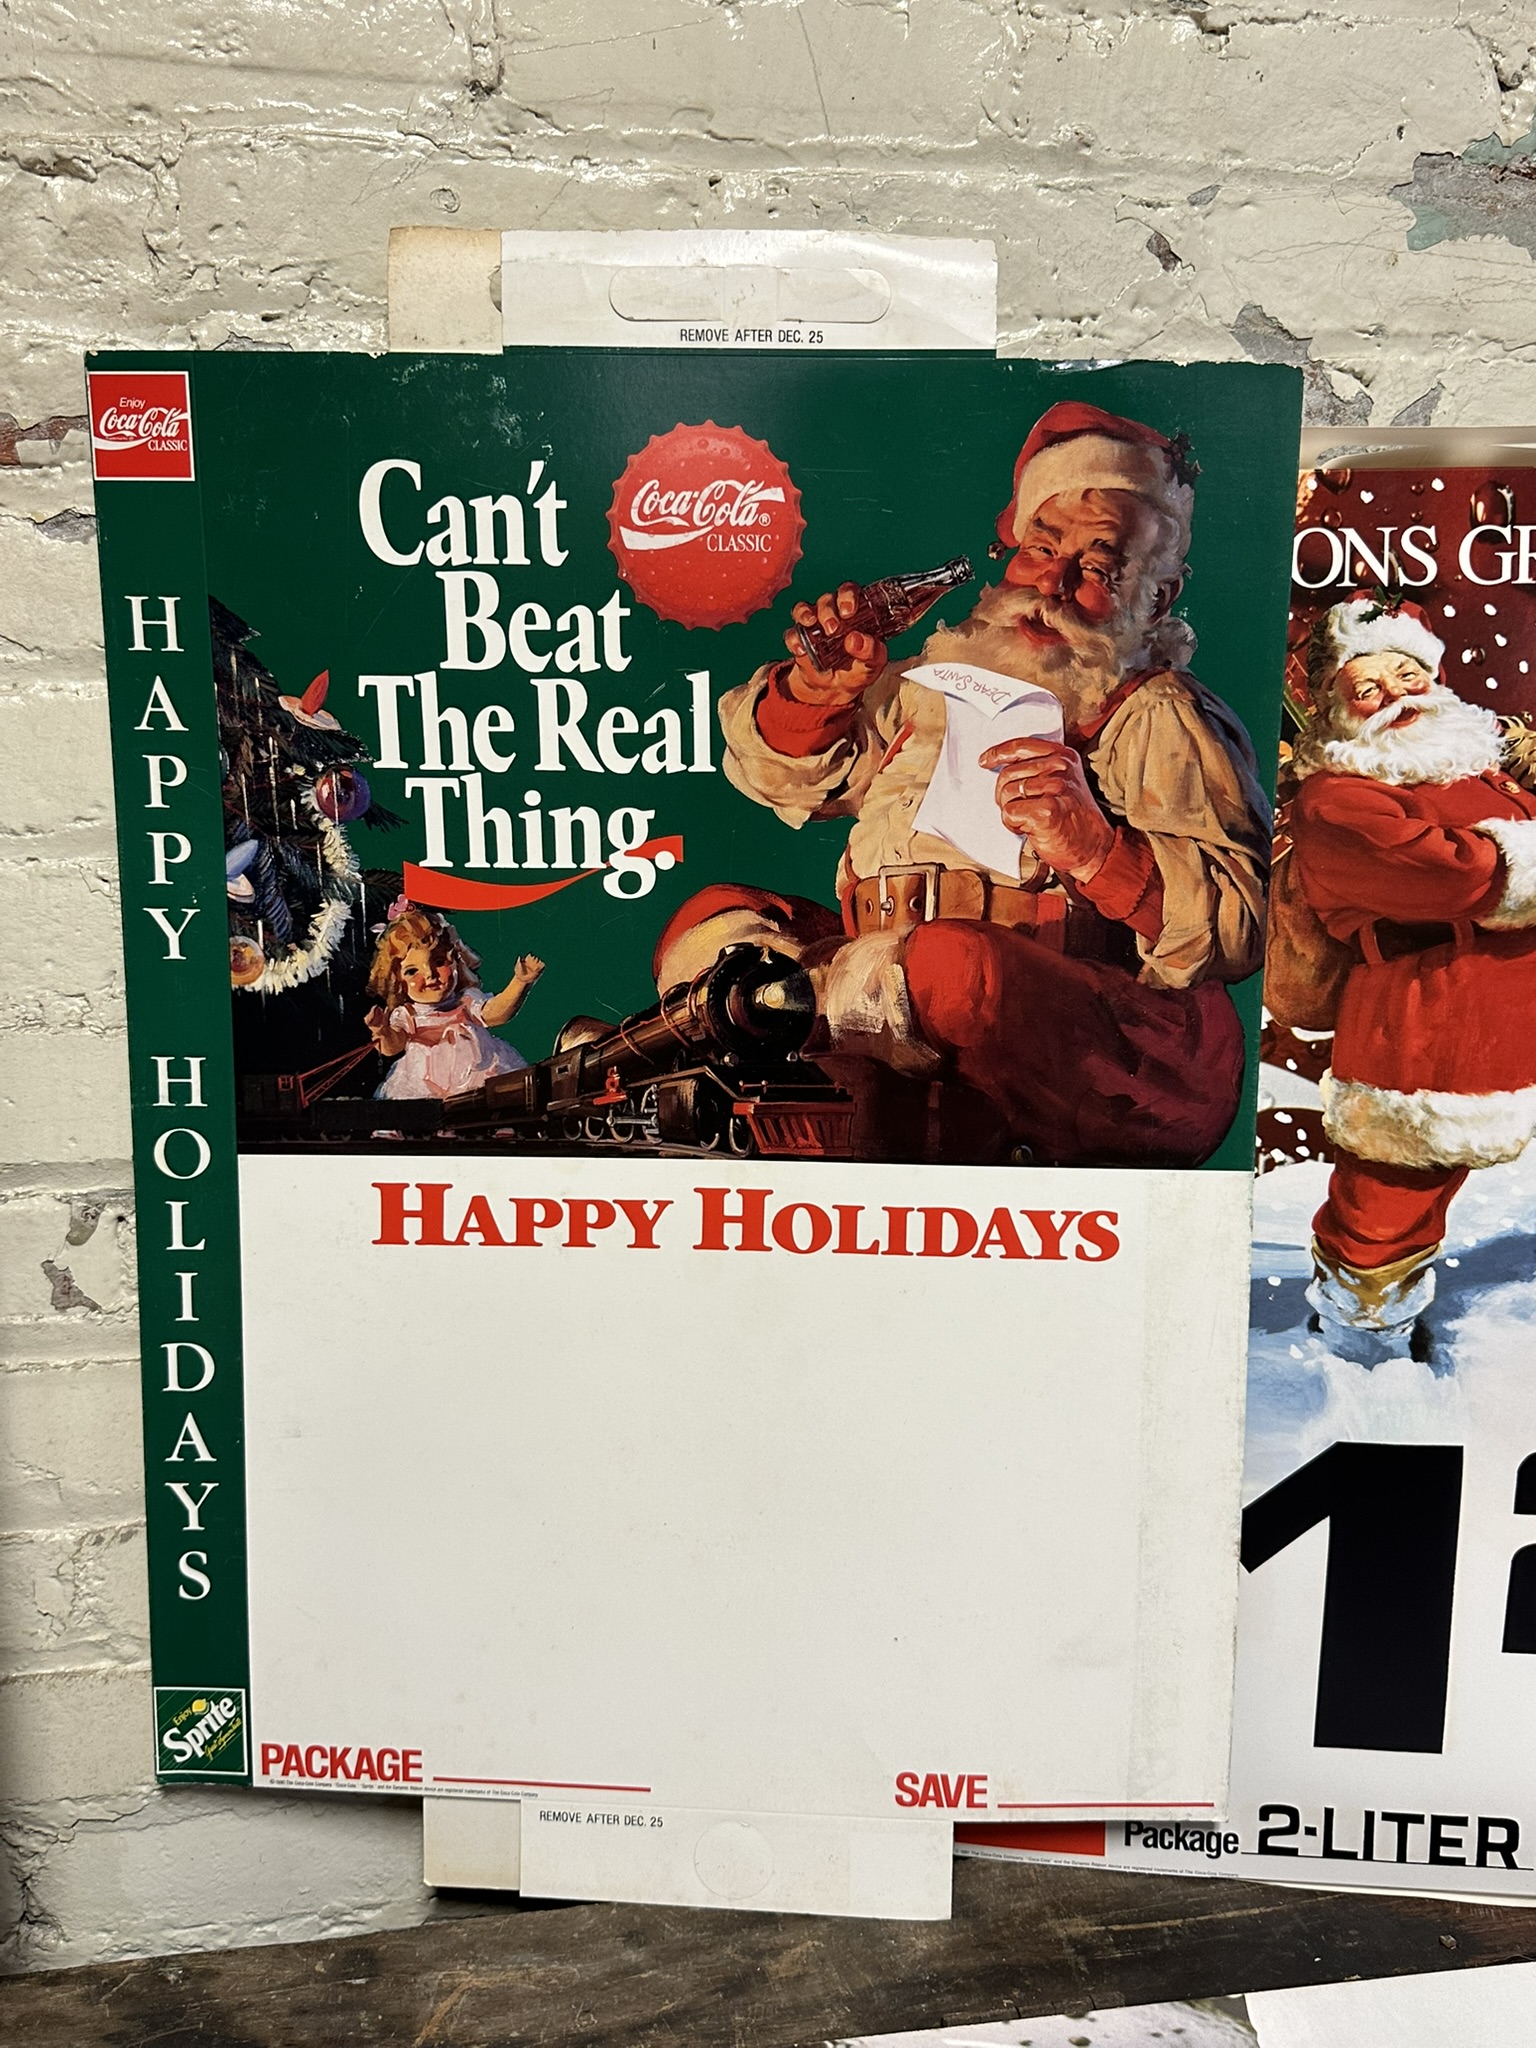 REMOVE AFTER DEC. 25
Enjoy
Coca-Cola
CLASSIC
Can't
Beat
The Real
Thing.
Coca-Cola®
CLASSIC
DEAR SANTA
HAPPY HOLIDAYS
HAPPY HOLIDAYS
Enjoy
Sprite
PACKAGE
SAVE
REMOVE AFTER DEC. 25
ONS GR
12
Package 2-LITER